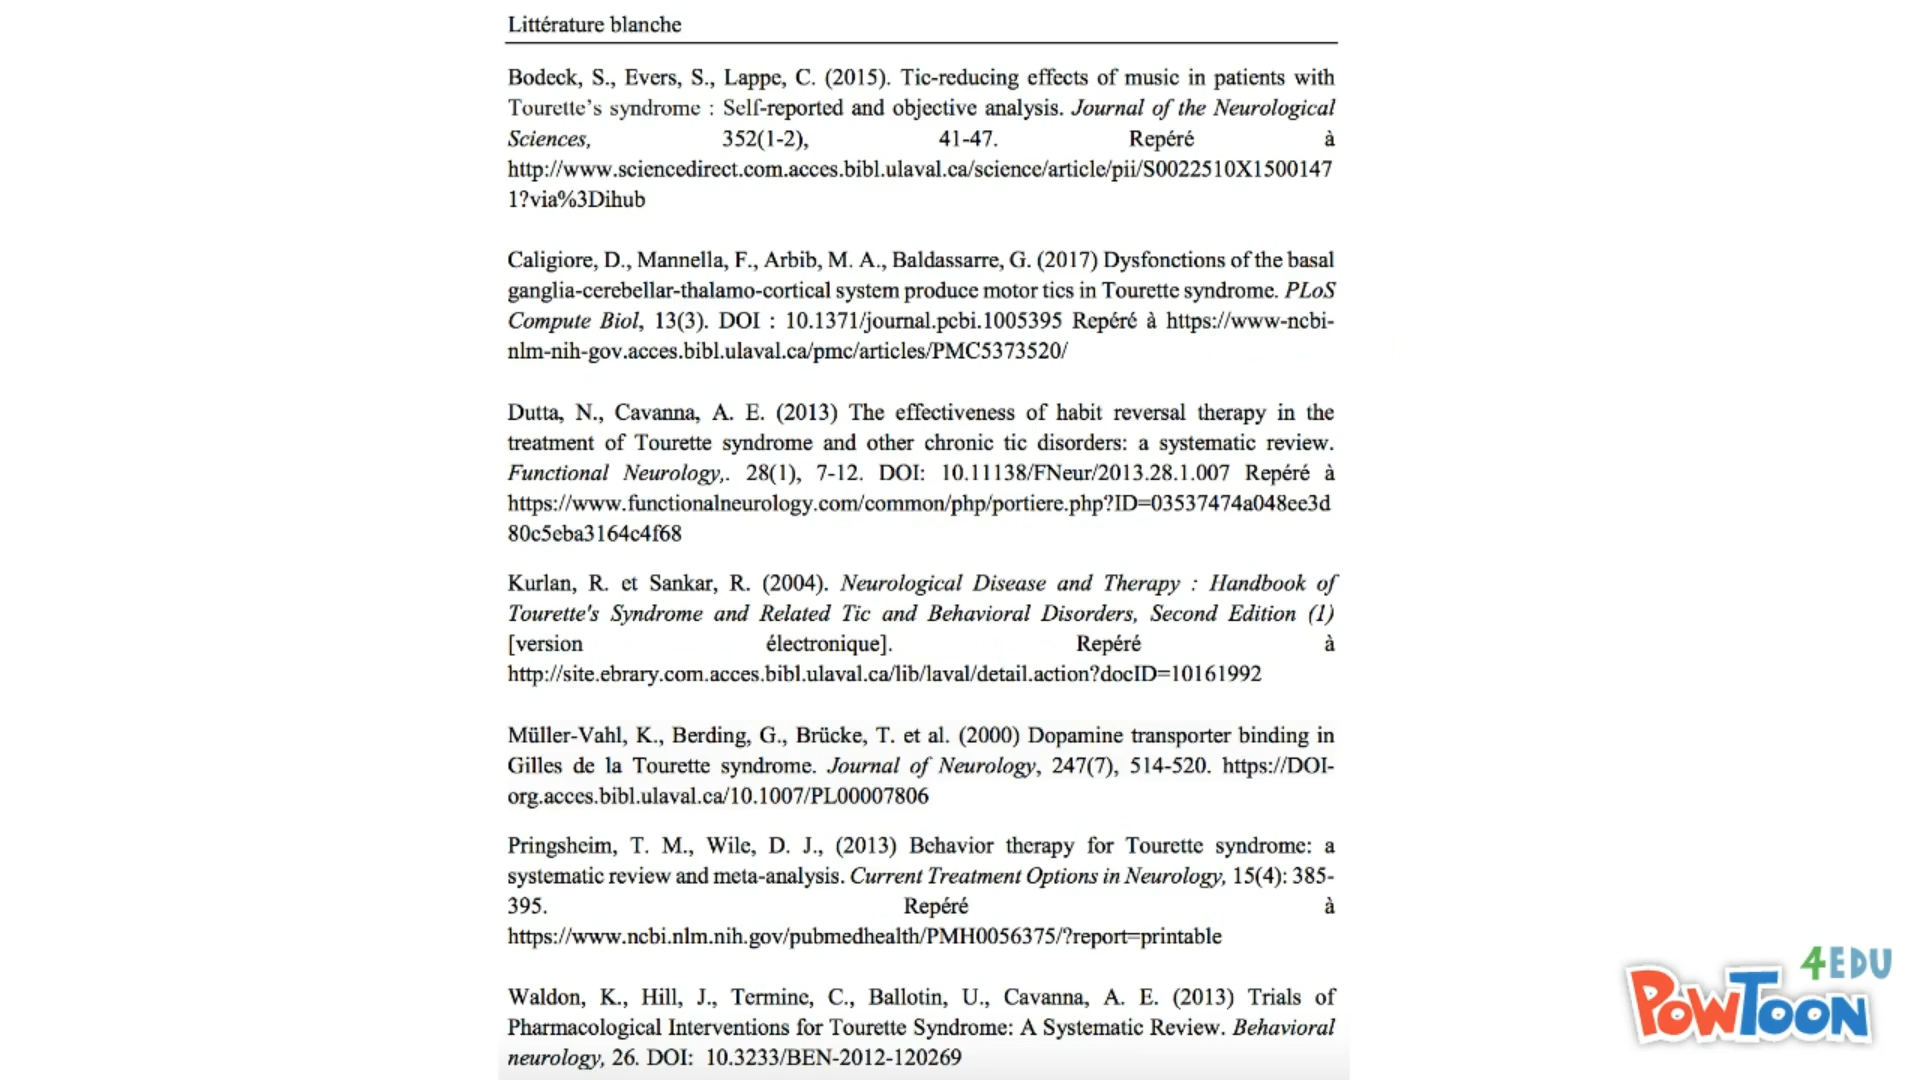 Littérature blanche
Bodeck, S., Evers, S., Lappe, C. (2015). Tic-reducing effects of music in patients with
Tourette's syndrome : Self-reported and objective analysis. Journal of the Neurological
Sciences, 352(1-2), 41-47. Repéré à
http://www.sciencedirect.com.acces.bibl.ulaval.ca/science/article/pii/S0022510X1500147
1?via%3Dihub
Caligiore, D., Mannella, F., Arbib, M. A., Baldassarre, G. (2017) Dysfonctions of the basal
ganglia-cerebellar-thalamo-cortical system produce motor tics in Tourette syndrome. PLoS
Compute Biol, 13(3). DOI : 10.1371/journal.pcbi.1005395 Repéré à https://www-ncbi-
nlm-nih-gov.acces.bibl.ulaval.ca/pmc/articles/PMC5373520/
Dutta, N., Cavanna, A. E. (2013) The effectiveness of habit reversal therapy in the
treatment of Tourette syndrome and other chronic tic disorders: a systematic review.
Functional Neurology,. 28(1), 7-12. DOI: 10.11138/FNeur/2013.28.1.007 Repéré à
https://www.functionalneurology.com/common/php/portiere.php?ID=03537474a048ee3d
80c5eba3164c4f68
Kurlan, R. et Sankar, R. (2004). Neurological Disease and Therapy : Handbook of
Tourette's Syndrome and Related Tic and Behavioral Disorders, Second Edition (1)
[version électronique]. Repéré à
http://site.ebrary.com.acces.bibl.ulaval.ca/lib/laval/detail.action?docID=10161992
Müller-Vahl, K., Berding, G., Brücke, T. et al. (2000) Dopamine transporter binding in
Gilles de la Tourette syndrome. Journal of Neurology, 247(7), 514-520. https://DOI-
org.acces.bibl.ulaval.ca/10.1007/PL00007806
Pringsheim, T. M., Wile, D. J., (2013) Behavior therapy for Tourette syndrome: a
systematic review and meta-analysis. Current Treatment Options in Neurology, 15(4): 385-
395. Repéré à
https://www.ncbi.nlm.nih.gov/pubmedhealth/PMH0056375/?report=printable
Waldon, K., Hill, J., Termine, C., Ballotin, U., Cavanna, A. E. (2013) Trials of
Pharmacological Interventions for Tourette Syndrome: A Systematic Review. Behavioral
neurology, 26. DOI: 10.3233/BEN-2012-120269
4EDU
POWTOON